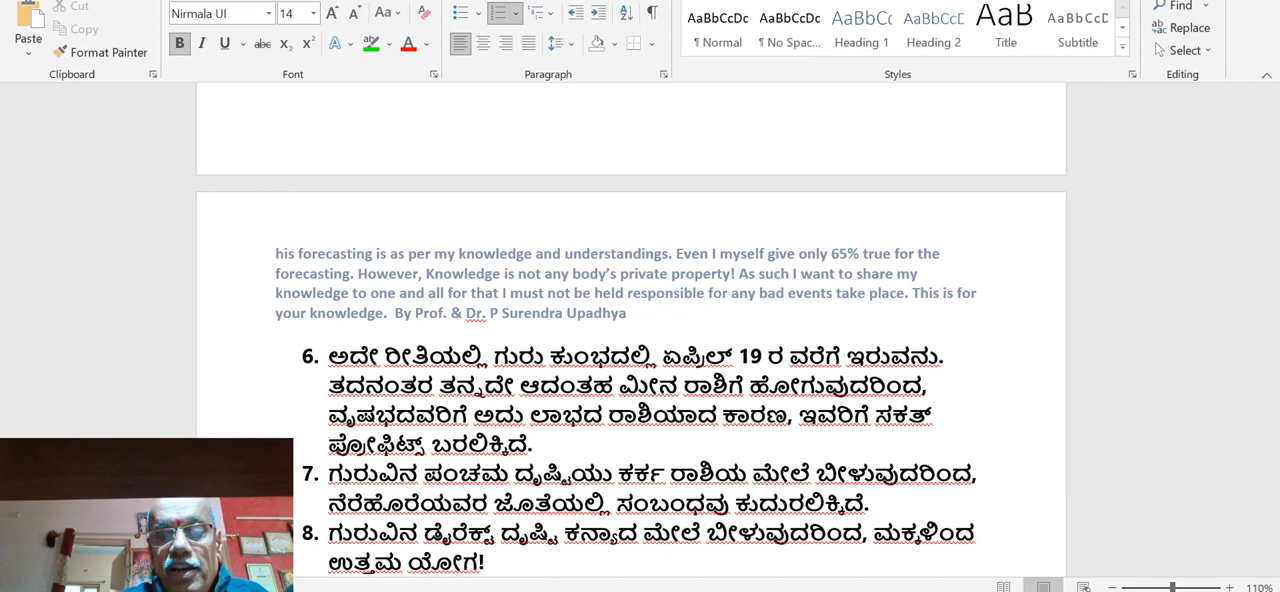 Cut
Copy
Paste
Format Painter
Clipboard
Nirmala UI
14
Aa
B I U abc X₂ X² A A
Font
Paragraph
AaBbCcDc AaBbCcDc AaBbCc AaBbCcC AaB AaBbCcD
¶ Normal ¶ No Spac... Heading 1 Heading 2 Title Subtitle
Styles
Find
Replace
Select
Editing
his forecasting is as per my knowledge and understandings. Even I myself give only 65% true for the
forecasting. However, Knowledge is not any body’s private property! As such I want to share my
knowledge to one and all for that I must not be held responsible for any bad events take place. This is for
your knowledge. By Prof. & Dr. P Surendra Upadhya
6. ಅದೇ ರೀತಿಯಲ್ಲಿ ಗುರು ಕುಂಭದಲ್ಲಿ ಏಪ್ರಿಲ್ 19 ರ ವರೆಗೆ ಇರುವನು.
ತದನಂತರ ತನ್ನದೇ ಆದಂತಹ ಮೀನ ರಾಶಿಗೆ ಹೋಗುವುದರಿಂದ,
ವೃಷಭದವರಿಗೆ ಅದು ಲಾಭದ ರಾಶಿಯಾದ ಕಾರಣ, ಇವರಿಗೆ ಸಕತ್
ಪ್ರೋಫಿಟ್ಸ್ ಬರಲಿಕ್ಕಿದೆ.
7. ಗುರುವಿನ ಪಂಚಮ ದೃಷ್ಟಿಯು ಕರ್ಕ ರಾಶಿಯ ಮೇಲೆ ಬೀಳುವುದರಿಂದ,
ನೆರೆಹೊರೆಯವರ ಜೊತೆಯಲ್ಲಿ ಸಂಬಂಧವು ಕುದುರಲಿಕ್ಕಿದೆ.
8. ಗುರುವಿನ ಡೈರೆಕ್ಟ್ ದೃಷ್ಟಿ ಕನ್ಯಾದ ಮೇಲೆ ಬೀಳುವುದರಿಂದ, ಮಕ್ಕಳಿಂದ
ಉತ್ತಮ ಯೋಗ!
110%